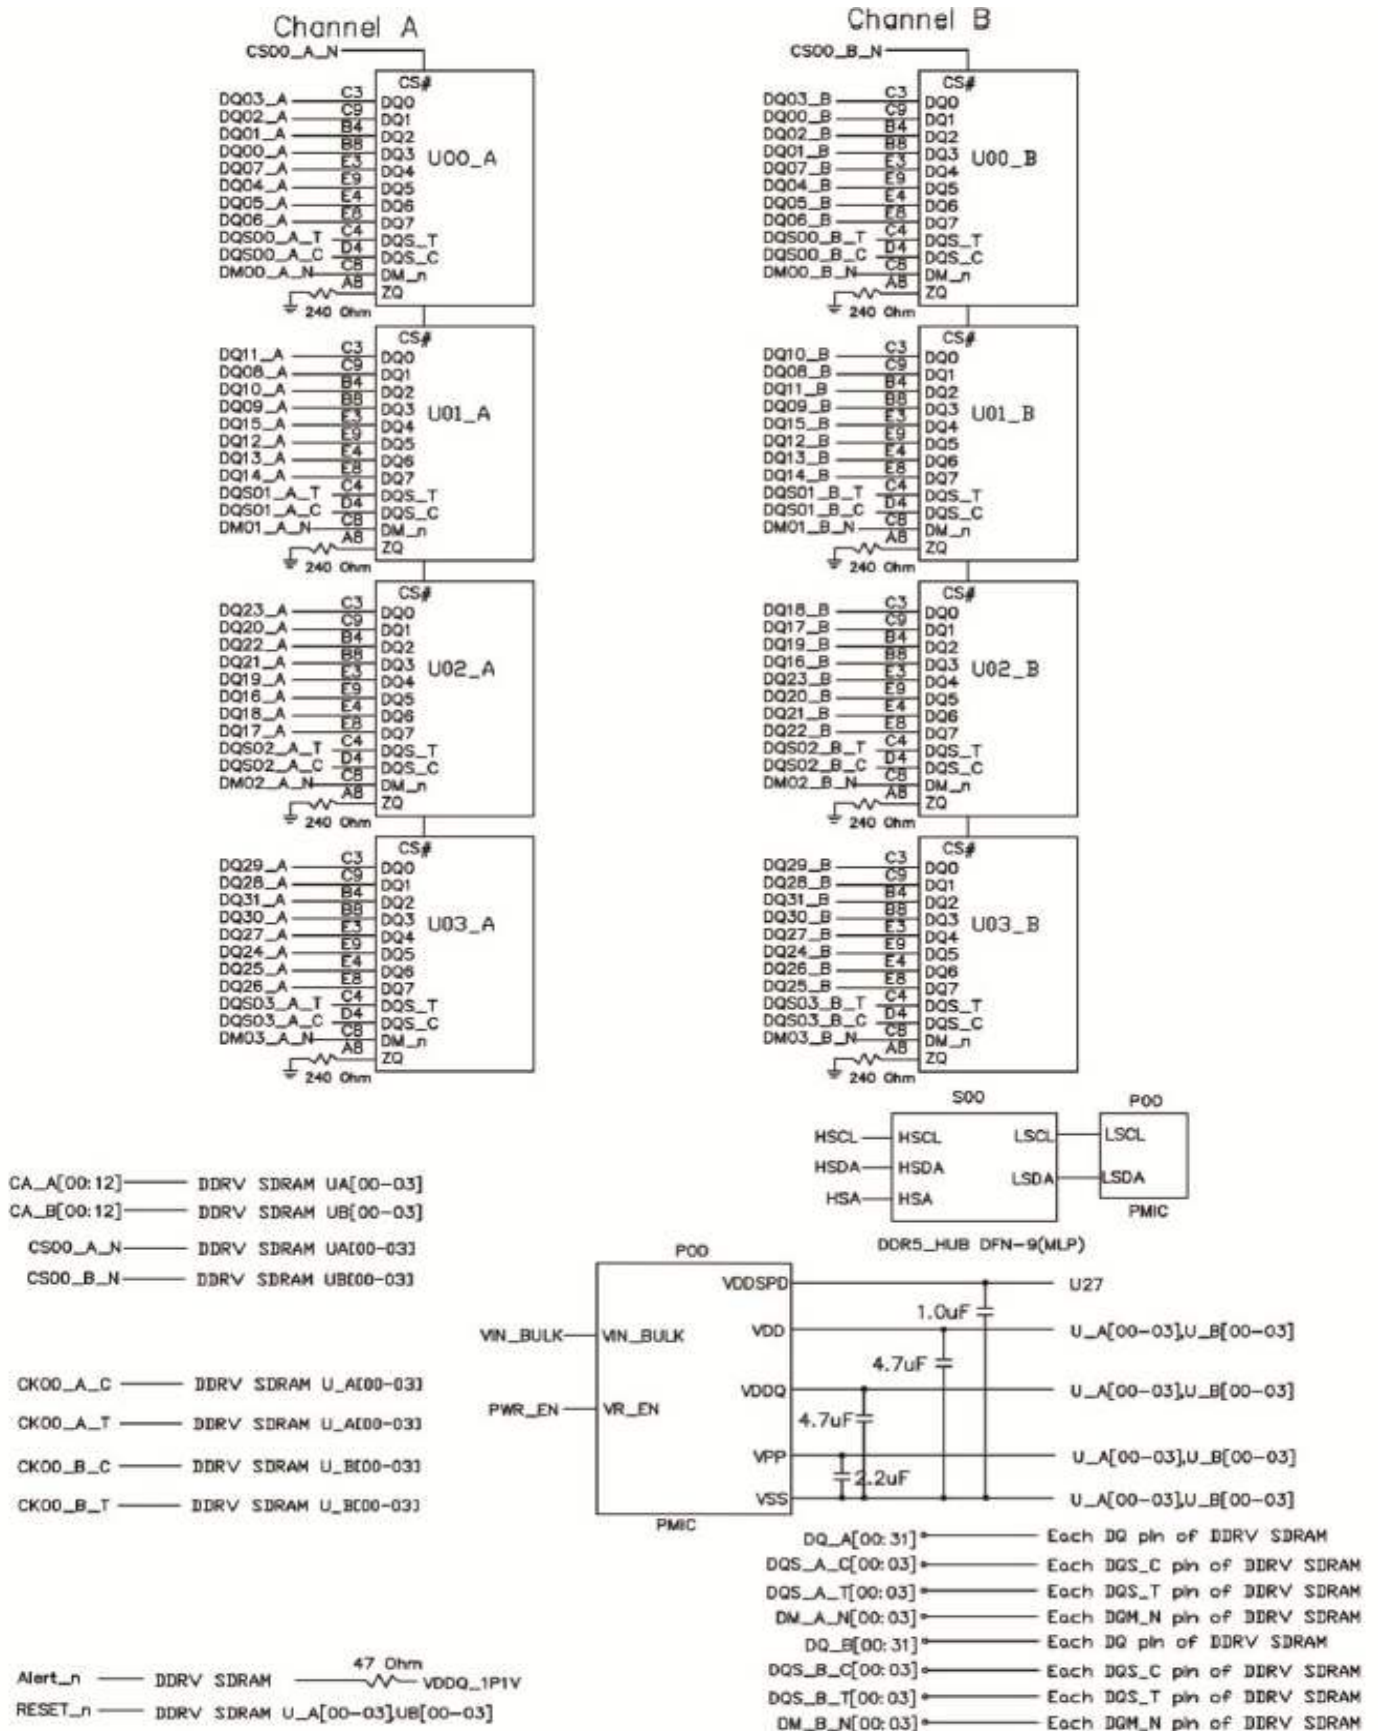 Channel A
CS00_A_N
CS#
DQ03_A C3 DQ0
DQ02_A C9 DQ1
DQ01_A B4 DQ2
DQ00_A B8 DQ3 U00_A
DQ07_A E3 DQ4
DQ04_A E9 DQ5
DQ05_A E4 DQ6
DQ06_A E8 DQ7
DQS00_A_T C4 DQS_T
DQS00_A_C D4 DQS_C
DM00_A_N C8 DM_n
A8 ZQ
240 Ohm
CS#
DQ11_A C3 DQ0
DQ08_A C9 DQ1
DQ10_A B4 DQ2
DQ09_A B8 DQ3 U01_A
DQ15_A E3 DQ4
DQ12_A E9 DQ5
DQ13_A E4 DQ6
DQ14_A E8 DQ7
DQS01_A_T C4 DQS_T
DQS01_A_C D4 DQS_C
DM01_A_N C8 DM_n
A8 ZQ
240 Ohm
CS#
DQ23_A C3 DQ0
DQ20_A C9 DQ1
DQ22_A B4 DQ2
DQ21_A B8 DQ3 U02_A
DQ19_A E3 DQ4
DQ16_A E9 DQ5
DQ18_A E4 DQ6
DQ17_A E8 DQ7
DQS02_A_T C4 DQS_T
DQS02_A_C D4 DQS_C
DM02_A_N C8 DM_n
A8 ZQ
240 Ohm
CS#
DQ29_A C3 DQ0
DQ28_A C9 DQ1
DQ31_A B4 DQ2
DQ30_A B8 DQ3 U03_A
DQ27_A E3 DQ4
DQ24_A E9 DQ5
DQ25_A E4 DQ6
DQ26_A E8 DQ7
DQS03_A_T C4 DQS_T
DQS03_A_C D4 DQS_C
DM03_A_N C8 DM_n
A8 ZQ
240 Ohm
Channel B
CS00_B_N
CS#
DQ03_B C3 DQ0
DQ00_B C9 DQ1
DQ02_B B4 DQ2
DQ01_B B8 DQ3 U00_B
DQ07_B E3 DQ4
DQ04_B E9 DQ5
DQ05_B E4 DQ6
DQ06_B E8 DQ7
DQS00_B_T C4 DQS_T
DQS00_B_C D4 DQS_C
DM00_B_N C8 DM_n
A8 ZQ
240 Ohm
CS#
DQ10_B C3 DQ0
DQ08_B C9 DQ1
DQ11_B B4 DQ2
DQ09_B B8 DQ3 U01_B
DQ15_B E3 DQ4
DQ12_B E9 DQ5
DQ13_B E4 DQ6
DQ14_B E8 DQ7
DQS01_B_T C4 DQS_T
DQS01_B_C D4 DQS_C
DM01_B_N C8 DM_n
A8 ZQ
240 Ohm
CS#
DQ18_B C3 DQ0
DQ17_B C9 DQ1
DQ19_B B4 DQ2
DQ16_B B8 DQ3 U02_B
DQ23_B E3 DQ4
DQ20_B E9 DQ5
DQ21_B E4 DQ6
DQ22_B E8 DQ7
DQS02_B_T C4 DQS_T
DQS02_B_C D4 DQS_C
DM02_B_N C8 DM_n
A8 ZQ
240 Ohm
CS#
DQ29_B C3 DQ0
DQ28_B C9 DQ1
DQ31_B B4 DQ2
DQ30_B B8 DQ3 U03_B
DQ27_B E3 DQ4
DQ24_B E9 DQ5
DQ26_B E4 DQ6
DQ25_B E8 DQ7
DQS03_B_T C4 DQS_T
DQS03_B_C D4 DQS_C
DM03_B_N C8 DM_n
A8 ZQ
240 Ohm
S00 P00
HSCL HSCL LSCL LSCL
HSDA HSDA LSDA LSDA
HSA HSA
PMIC
DDR5_HUB DFN-9(MLP)
CA_A[00:12] DDRV SDRAM UA[00-03]
CA_B[00:12] DDRV SDRAM UB[00-03]
CS00_A_N DDRV SDRAM UA[00-03]
CS00_B_N DDRV SDRAM UB[00-03]
CK00_A_C DDRV SDRAM U_A[00-03]
CK00_A_T DDRV SDRAM U_A[00-03]
CK00_B_C DDRV SDRAM U_B[00-03]
CK00_B_T DDRV SDRAM U_B[00-03]
P00
VDDSPD U27
1.0uF
VIN_BULK VIN_BULK VDD U_A[00-03],U_B[00-03]
4.7uF
VDDQ U_A[00-03],U_B[00-03]
PWR_EN VR_EN 4.7uF
VPP U_A[00-03],U_B[00-03]
2.2uF
VSS U_A[00-03],U_B[00-03]
PMIC
DQ_A[00:31] Each DQ pin of DDRV SDRAM
DQS_A_C[00:03] Each DQS_C pin of DDRV SDRAM
DQS_A_T[00:03] Each DQS_T pin of DDRV SDRAM
DM_A_N[00:03] Each DQM_N pin of DDRV SDRAM
DQ_B[00:31] Each DQ pin of DDRV SDRAM
DQS_B_C[00:03] Each DQS_C pin of DDRV SDRAM
DQS_B_T[00:03] Each DQS_T pin of DDRV SDRAM
DM_B_N[00:03] Each DQM_N pin of DDRV SDRAM
47 Ohm
Alert_n DDRV SDRAM VDDQ_1P1V
RESET_n DDRV SDRAM U_A[00-03],UB[00-03]